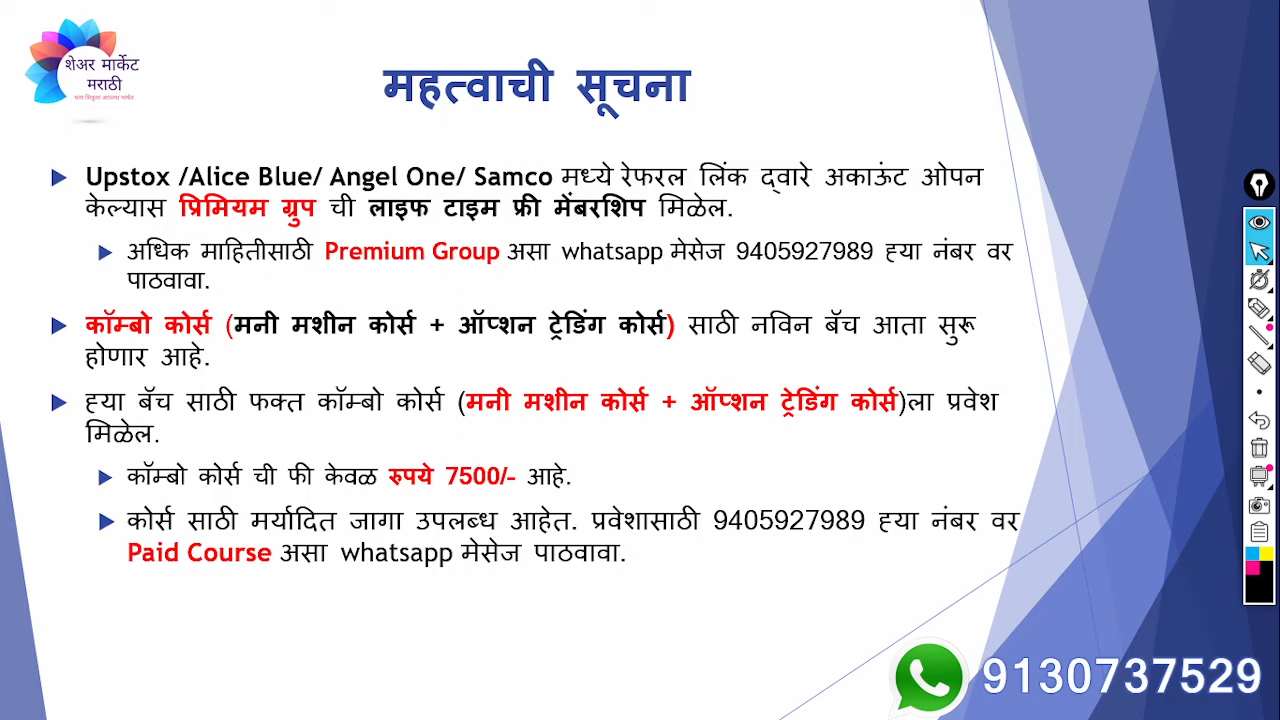 शेअर मार्केट
मराठी
महत्वाची सूचना
Upstox /Alice Blue/ Angel One/ Samco मध्ये रेफरल लिंक द्वारे अकाऊंट ओपन
केल्यास प्रिमियम ग्रुप ची लाइफ टाइम फ्री मेंबरशिप मिळेल.
अधिक माहितीसाठी Premium Group असा whatsapp मेसेज 9405927989 ह्या नंबर वर
पाठवावा.
कॉम्बो कोर्स (मनी मशीन कोर्स + ऑप्शन ट्रेडिंग कोर्स) साठी नविन बॅच आता सुरू
होणार आहे.
ह्या बॅच साठी फक्त कॉम्बो कोर्स (मनी मशीन कोर्स + ऑप्शन ट्रेडिंग कोर्स)ला प्रवेश
मिळेल.
कॉम्बो कोर्स ची फी केवळ रुपये 7500/- आहे.
कोर्स साठी मर्यादित जागा उपलब्ध आहेत. प्रवेशासाठी 9405927989 ह्या नंबर वर
Paid Course असा whatsapp मेसेज पाठवावा.
9130737529